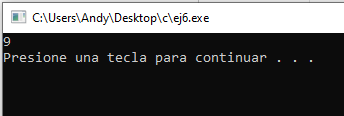 C:\Users\Andy\Desktop\c\ej6.exe
9
Presione una tecla para continuar . . .